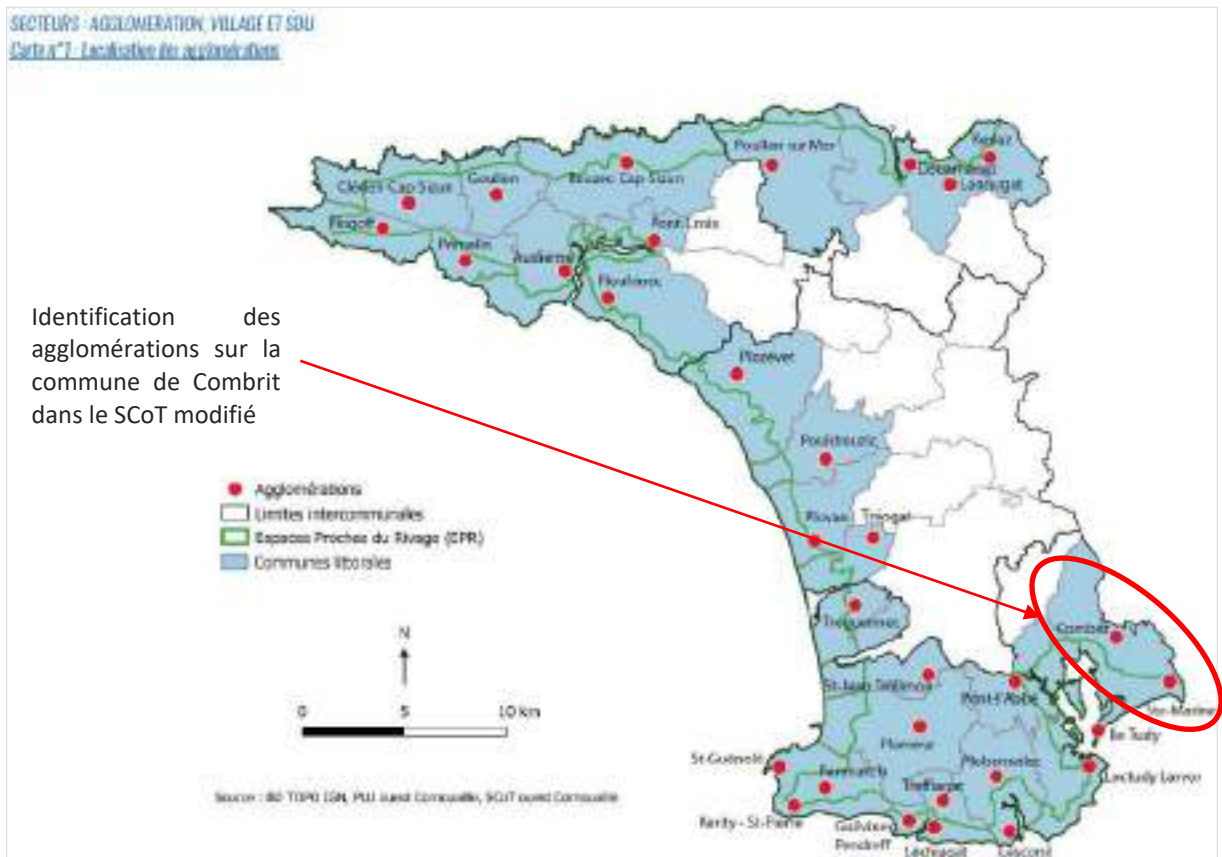 SECTEURS : AGGLOMERATION, VILLAGE ET SDU
Carte n°7 : Localisation des agglomérations
Poullan sur Mer
Kerlaz
Douarnenez
Beuzec Cap Sizun
Goulien
Cléden Cap Sizun
Plogoff
Pont Croix
Primelin
Audierne
Plouhinec
Identification des
agglomérations sur la
commune de Combrit
dans le SCoT modifié
Plozévet
Pouldreuzic
Agglomérations
Limites intercommunales
Espaces Proches du Rivage (EPR)
Communes littorales
Plovan
Tréogat
Tréguennec
Combrit
N
St-Jean Trolimon
Pont-l'Abbé
Ste-Marine
0 5 10 km
Plomeur
Ile Tudy
St-Guénolé
Penmarch
Plobannalec
Loctudy Larvor
Treffiagat
Source : BD TOPO IGN, PLU ouest Cornouaille, SCoT ouest Cornouaille
Kerity - St-Pierre
Guilvinec
Léchiagat
Lesconil